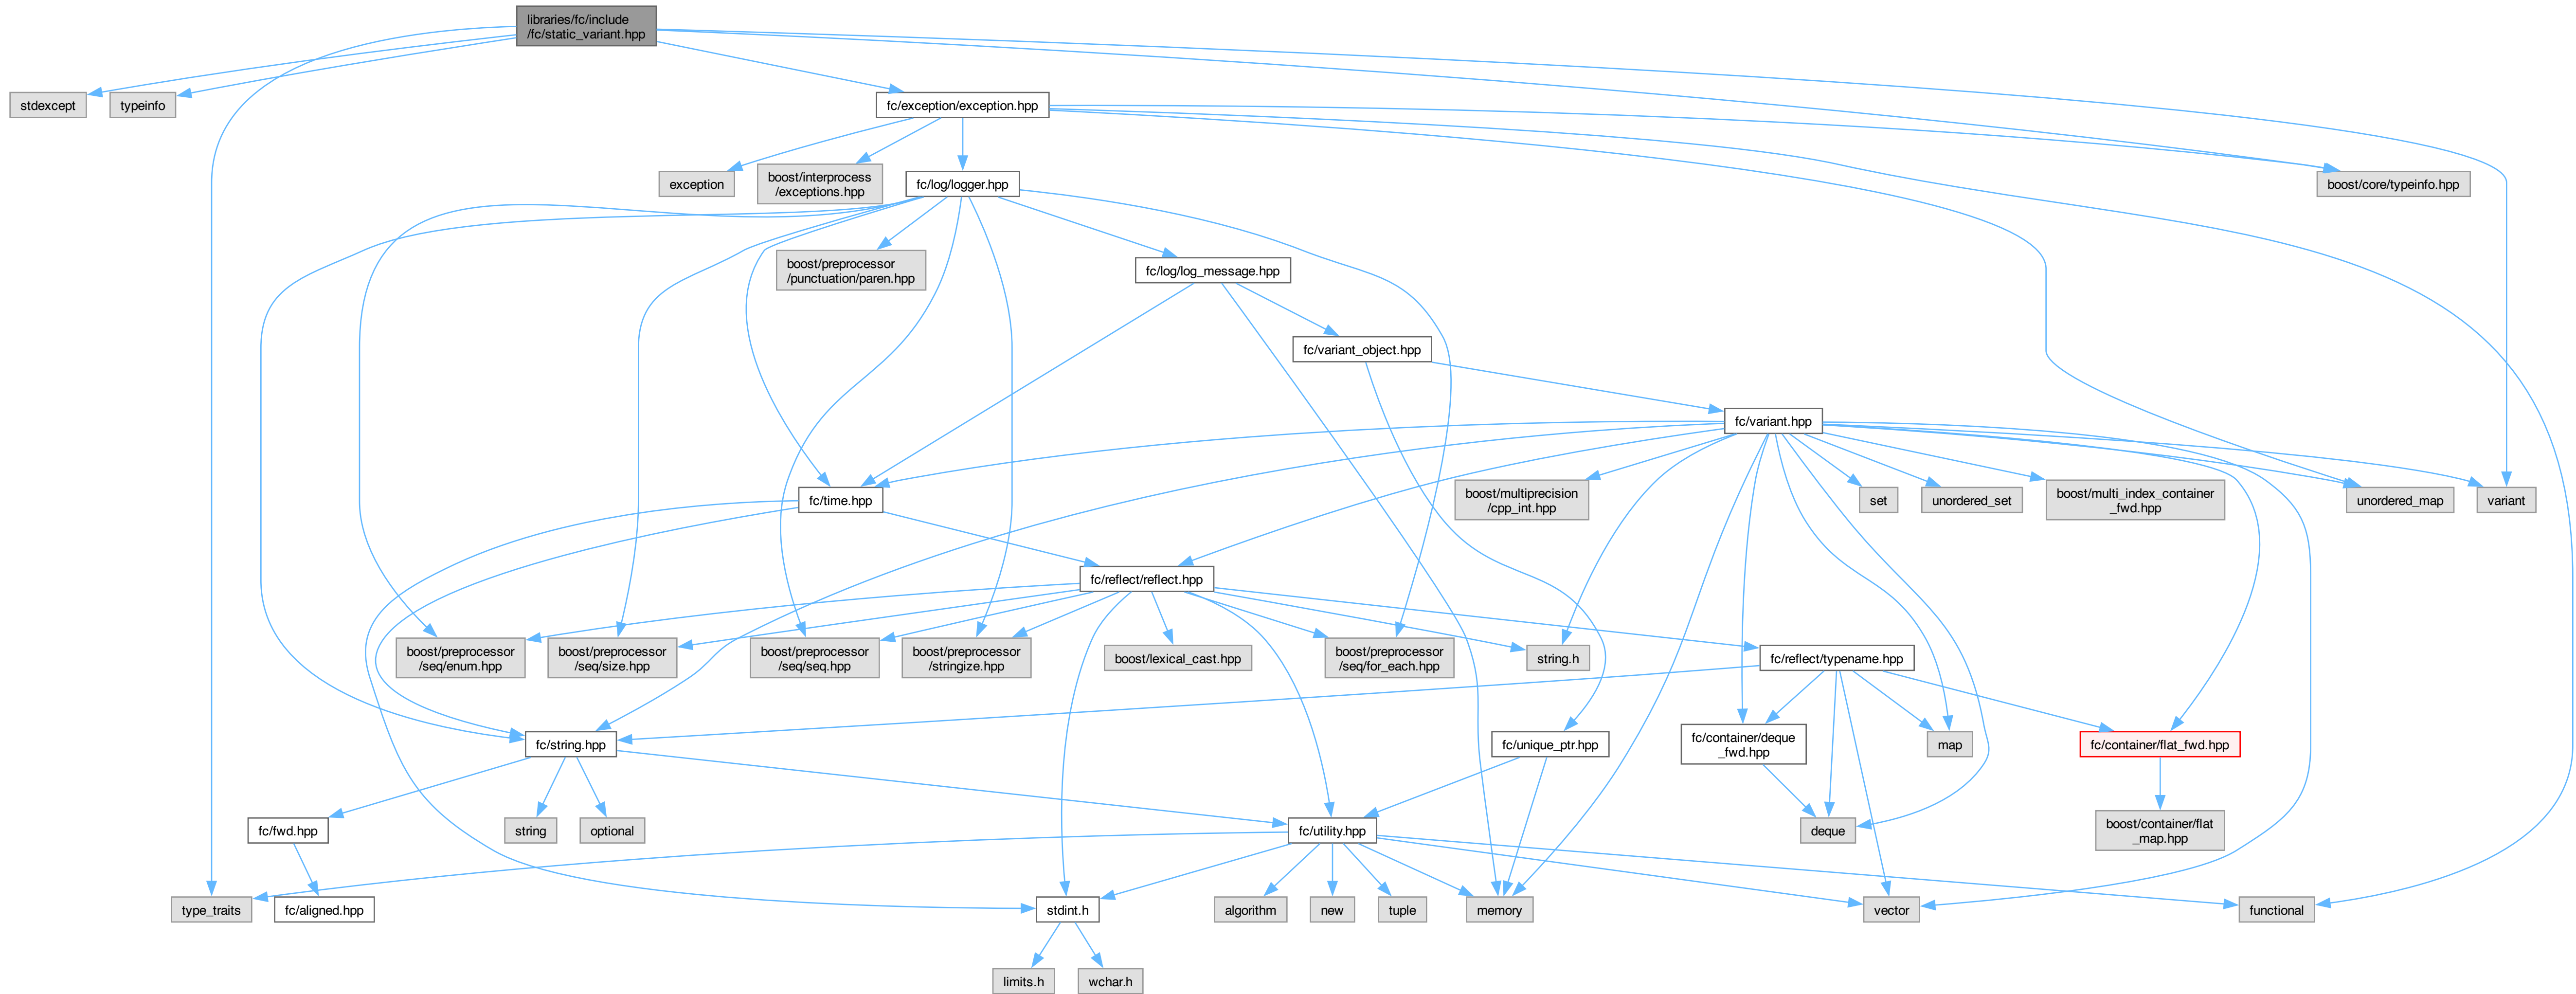 libraries/fc/include
/fc/static_variant.hpp
stdexcept
typeinfo
fc/exception/exception.hpp
exception
boost/interprocess
/exceptions.hpp
fc/log/logger.hpp
boost/core/typeinfo.hpp
boost/preprocessor
/punctuation/paren.hpp
fc/log/log_message.hpp
fc/variant_object.hpp
fc/variant.hpp
fc/time.hpp
boost/multiprecision
/cpp_int.hpp
set
unordered_set
boost/multi_index_container
_fwd.hpp
unordered_map
variant
fc/reflect/reflect.hpp
boost/preprocessor
/seq/enum.hpp
boost/preprocessor
/seq/size.hpp
boost/preprocessor
/seq/seq.hpp
boost/preprocessor
/stringize.hpp
boost/lexical_cast.hpp
boost/preprocessor
/seq/for_each.hpp
string.h
fc/reflect/typename.hpp
fc/string.hpp
fc/unique_ptr.hpp
fc/container/deque
_fwd.hpp
map
fc/container/flat_fwd.hpp
fc/fwd.hpp
string
optional
fc/utility.hpp
deque
boost/container/flat
_map.hpp
type_traits
fc/aligned.hpp
stdint.h
algorithm
new
tuple
memory
vector
functional
limits.h
wchar.h